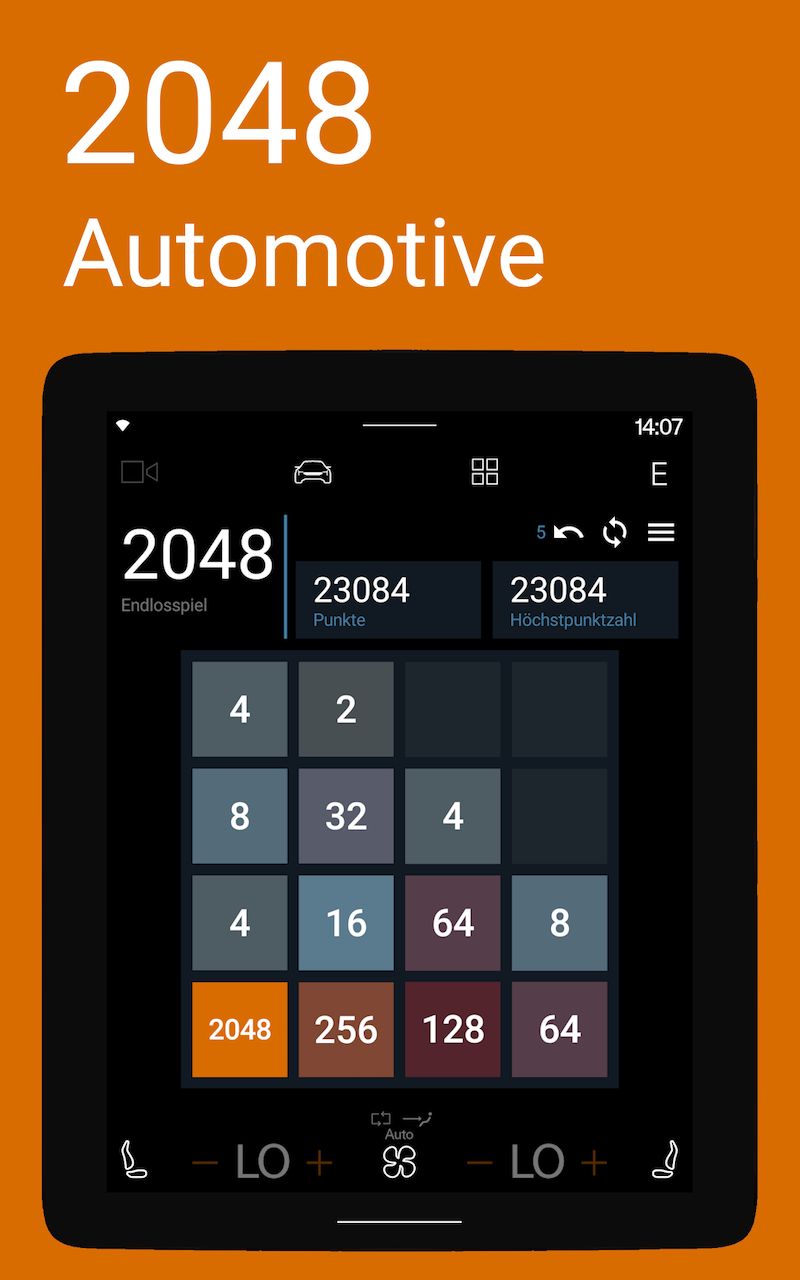 2048
Automotive
14:07
E
2048
Endlosspiel
5
23084
Punkte
23084
Höchstpunktzahl
4 2
8 32 4
4 16 64 8
2048 256 128 64
Auto
− LO + − LO +